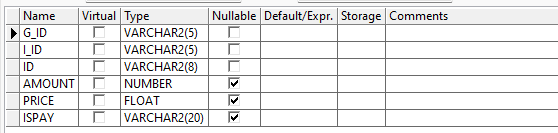 Name Virtual Type Nullable Default/Expr. Storage Comments
G_ID VARCHAR2(5)
I_ID VARCHAR2(5)
ID VARCHAR2(8)
AMOUNT NUMBER
PRICE FLOAT
ISPAY VARCHAR2(20)